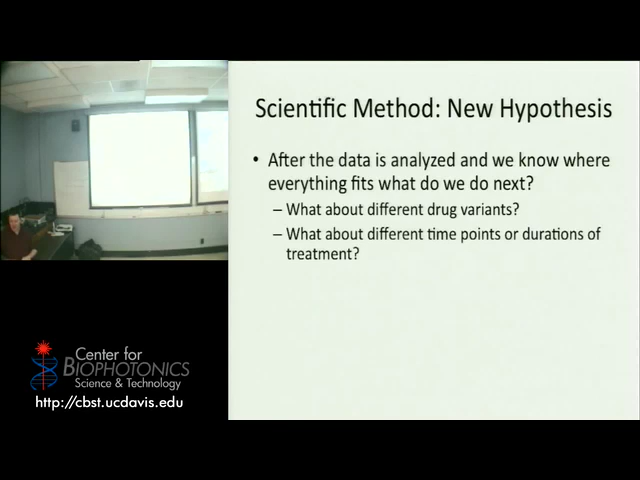 Scientific Method: New Hypothesis
• After the data is analyzed and we know where
everything fits what do we do next?
– What about different drug variants?
– What about different time points or durations of
treatment?
Center for
BIOPHOTONICS
Science & Technology
http://cbst.ucdavis.edu